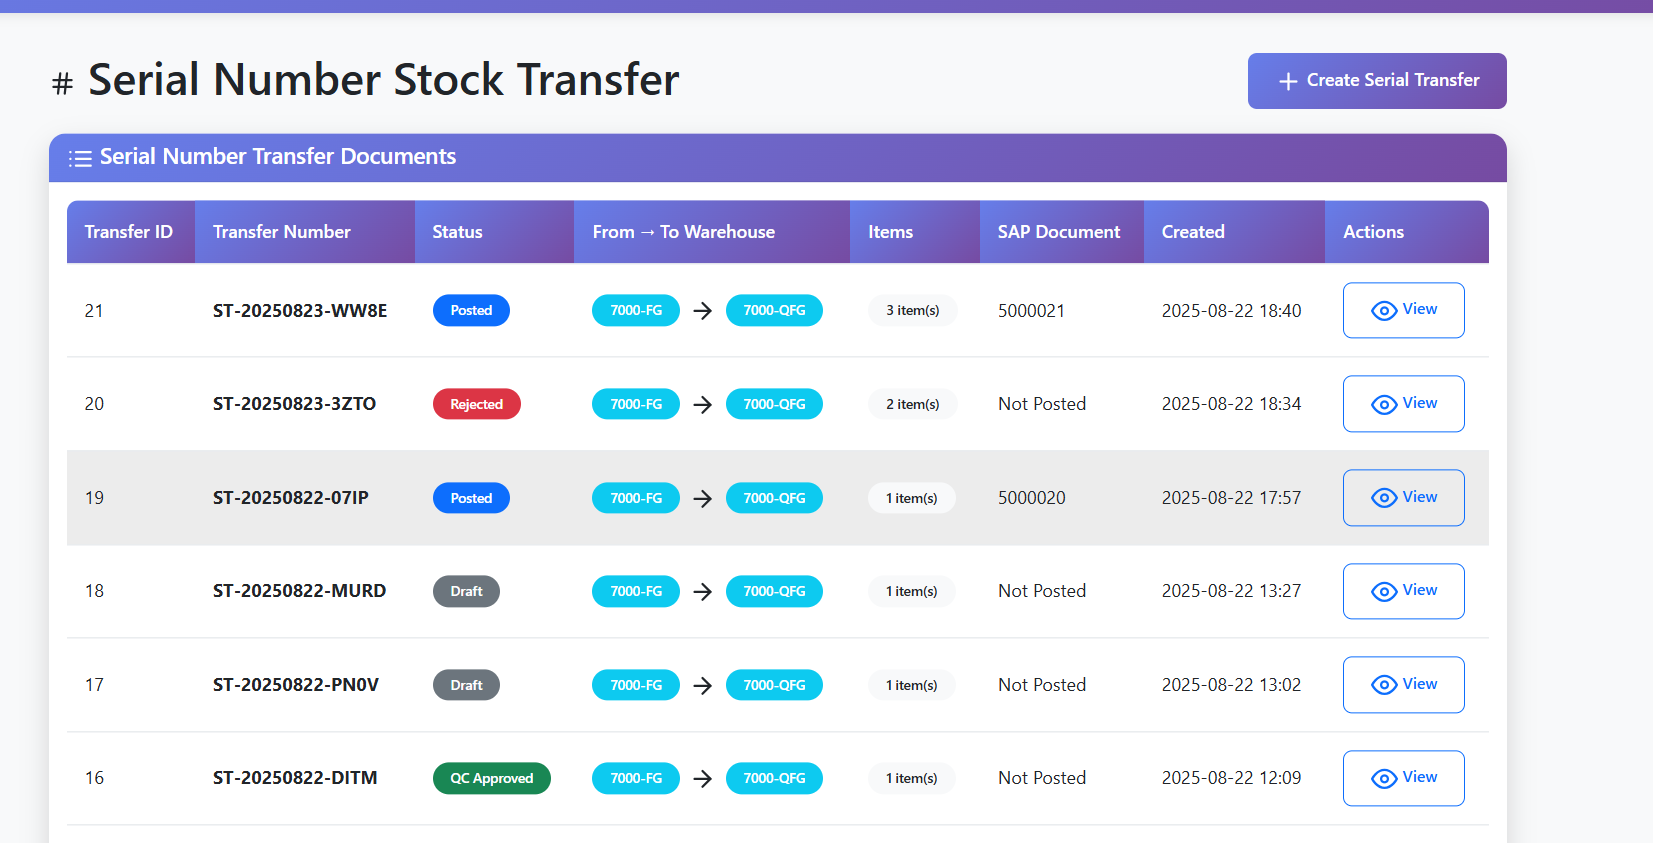 # Serial Number Stock Transfer
+ Create Serial Transfer
Serial Number Transfer Documents
Transfer ID Transfer Number Status From → To Warehouse Items SAP Document Created Actions
21 ST-20250823-WW8E Posted 7000-FG → 7000-QFG 3 item(s) 5000021 2025-08-22 18:40 View
20 ST-20250823-3ZTO Rejected 7000-FG → 7000-QFG 2 item(s) Not Posted 2025-08-22 18:34 View
19 ST-20250822-07IP Posted 7000-FG → 7000-QFG 1 item(s) 5000020 2025-08-22 17:57 View
18 ST-20250822-MURD Draft 7000-FG → 7000-QFG 1 item(s) Not Posted 2025-08-22 13:27 View
17 ST-20250822-PN0V Draft 7000-FG → 7000-QFG 1 item(s) Not Posted 2025-08-22 13:02 View
16 ST-20250822-DITM QC Approved 7000-FG → 7000-QFG 1 item(s) Not Posted 2025-08-22 12:09 View